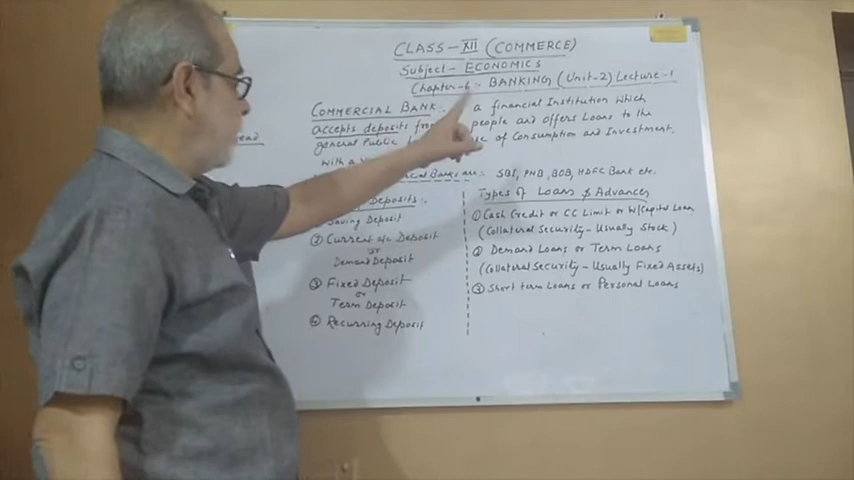 CLASS-XII (COMMERCE)
Subject- ECONOMICS
Chapter-6:- BANKING (Unit-2) Lecture:-1
COMMERCIAL BANK:- a financial Institution which
accepts deposits from people and offers Loans to the
general Public of Consumption and Investment.
with a
Banks are:- SBI, PNB, BOB, HDFC Bank etc.
Deposits:-
Saving Deposit
② Current a/c Deposit
or
Demand Deposit
③ Fixed Deposit
or
Term Deposit
④ Recurring Deposit
Types of Loans & Advances
① Cash Credit or CC Limit or W/Capital Loan
(Collateral Security - Usually Stock)
② Demand Loans or Term Loans
(Collateral Security - Usually Fixed Assets)
③ Short term Loans or Personal Loans